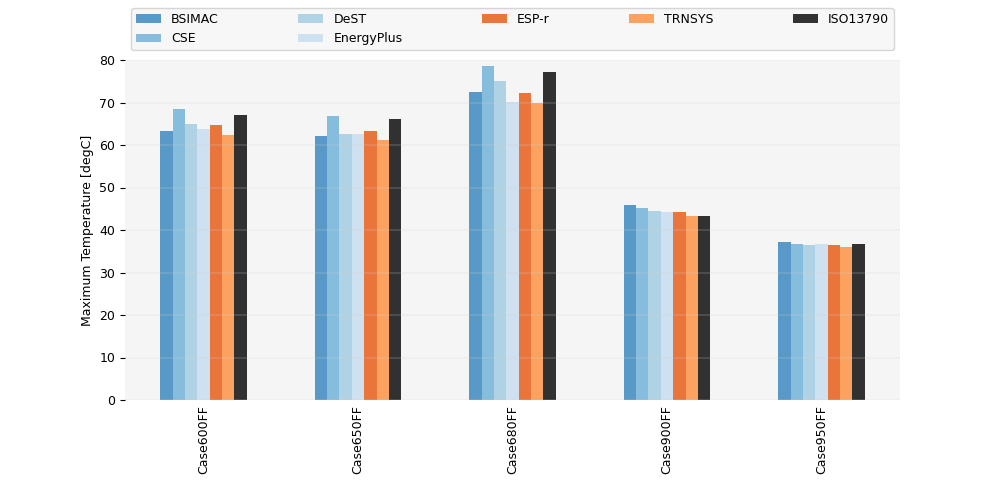 BSIMAC DeST ESP-r TRNSYS ISO13790
CSE EnergyPlus
80
70
60
50
40
30
20
10
0
Maximum Temperature [degC]
Case600FF
Case650FF
Case680FF
Case900FF
Case950FF